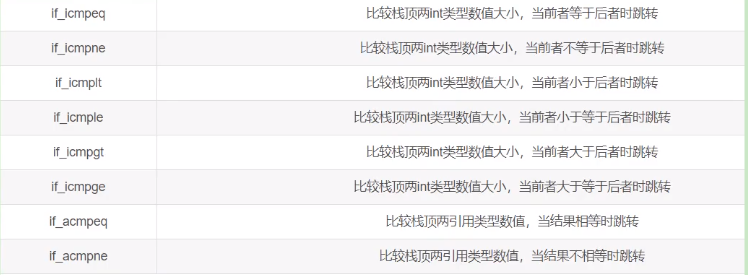 if_icmpeq 比较栈顶两int类型数值大小，当前者等于后者时跳转
if_icmpne 比较栈顶两int类型数值大小，当前者不等于后者时跳转
if_icmplt 比较栈顶两int类型数值大小，当前者小于后者时跳转
if_icmple 比较栈顶两int类型数值大小，当前者小于等于后者时跳转
if_icmpgt 比较栈顶两int类型数值大小，当前者大于后者时跳转
if_icmpge 比较栈顶两int类型数值大小，当前者大于等于后者时跳转
if_acmpeq 比较栈顶两引用类型数值，当结果相等时跳转
if_acmpne 比较栈顶两引用类型数值，当结果不相等时跳转